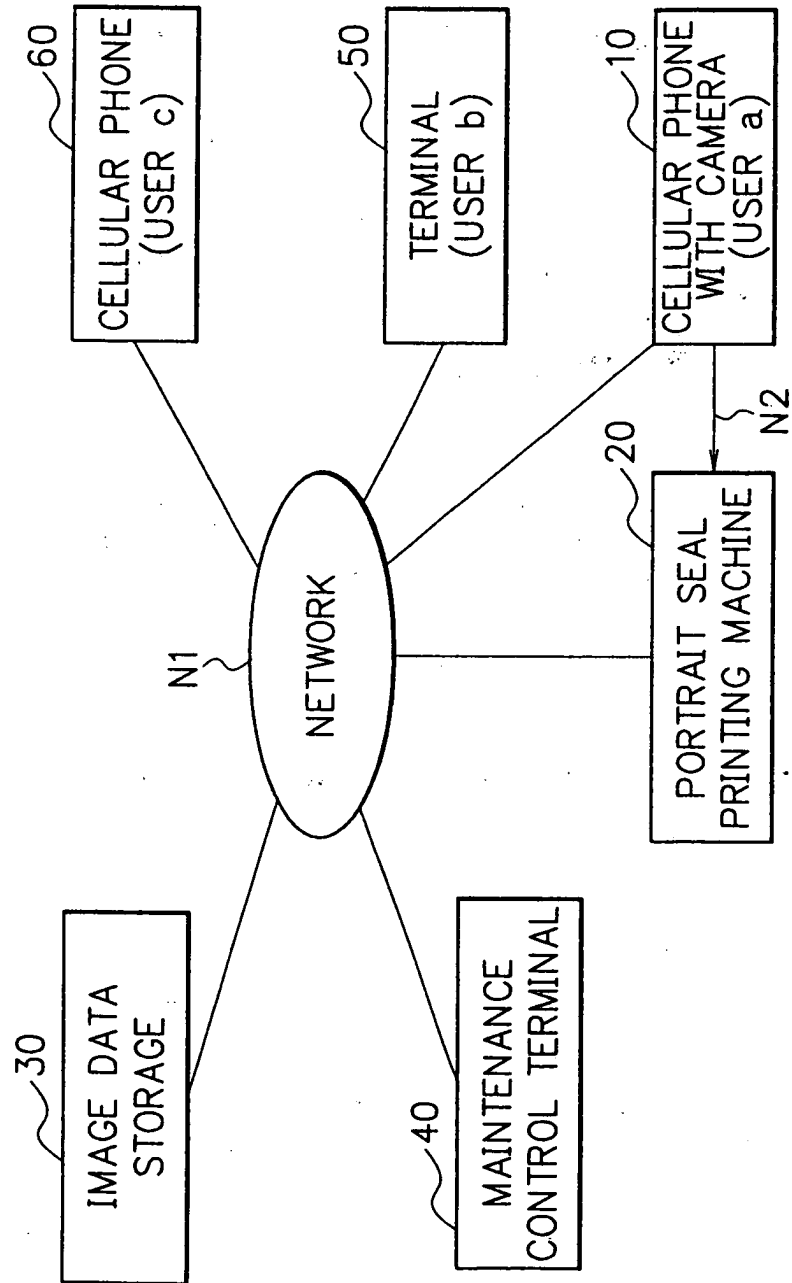 30
IMAGE DATA
STORAGE
40
MAINTENANCE
CONTROL TERMINAL
N1
NETWORK
20
PORTRAIT SEAL
PRINTING MACHINE
N2
60
CELLULAR PHONE
(USER c)
50
TERMINAL
(USER b)
10
CELLULAR PHONE
WITH CAMERA
(USER a)